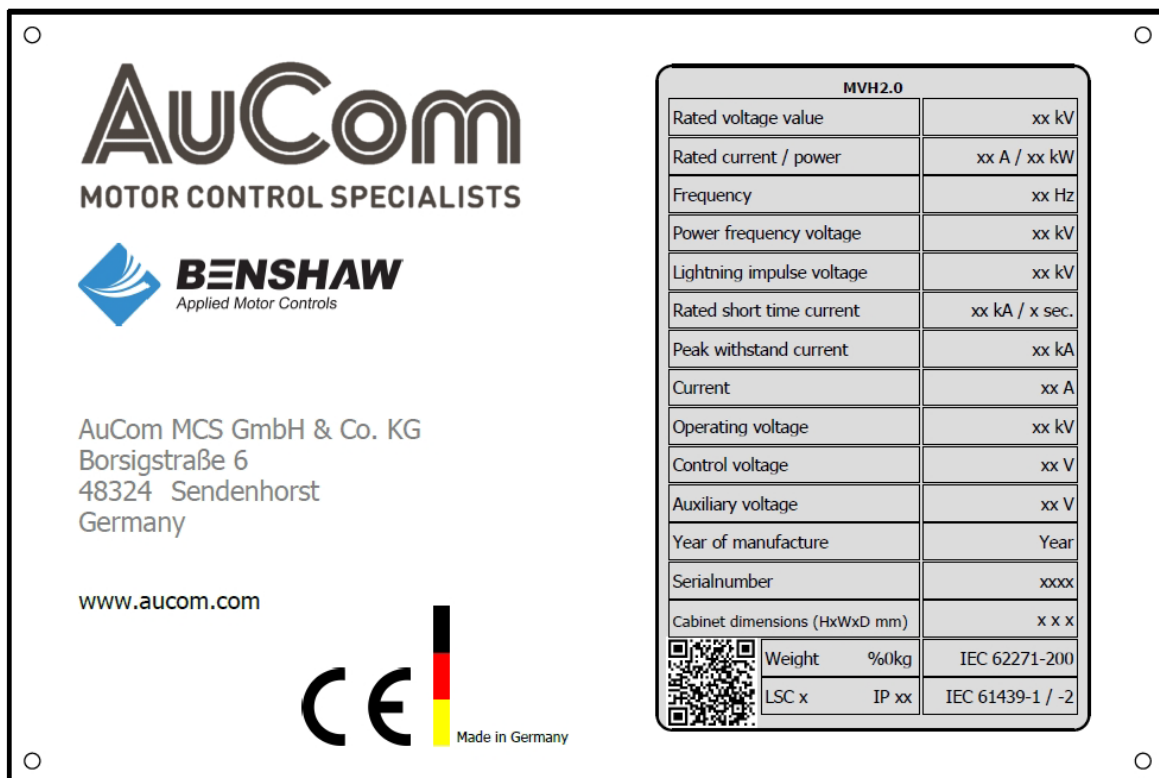 AuCom
MOTOR CONTROL SPECIALISTS
BENSHAW
Applied Motor Controls
AuCom MCS GmbH & Co. KG
Borsigstraße 6
48324 Sendenhorst
Germany
www.aucom.com
CE
Made in Germany
MVH2.0
Rated voltage value xx kV
Rated current / power xx A / xx kW
Frequency xx Hz
Power frequency voltage xx kV
Lightning impulse voltage xx kV
Rated short time current xx kA / x sec.
Peak withstand current xx kA
Current xx A
Operating voltage xx kV
Control voltage xx V
Auxiliary voltage xx V
Year of manufacture Year
Serialnumber xxxx
Cabinet dimensions (HxWxD mm) x x x
Weight %0kg IEC 62271-200
LSC x IP xx IEC 61439-1 / -2